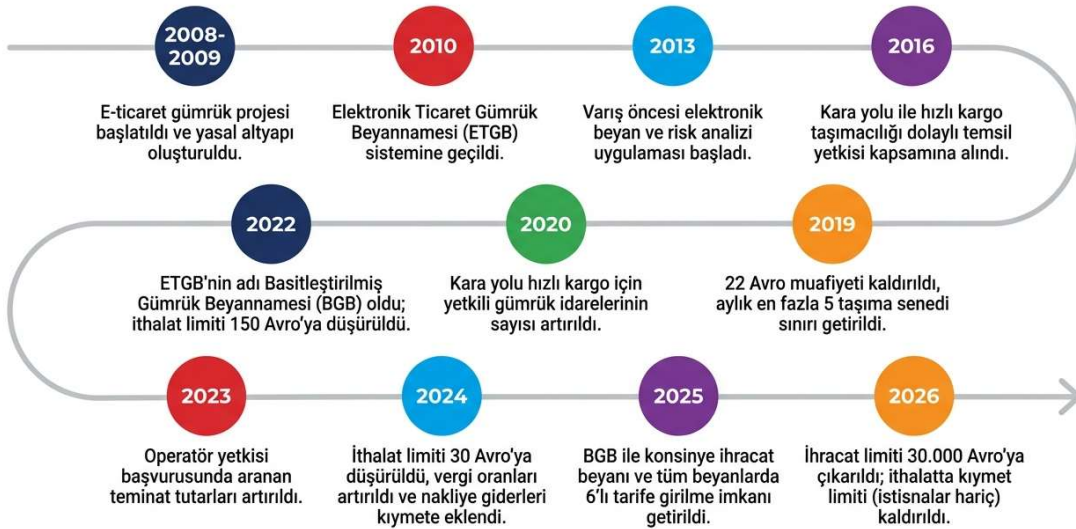 2008-
2009
E-ticaret gümrük projesi
başlatıldı ve yasal altyapı
oluşturuldu.
2010
Elektronik Ticaret Gümrük
Beyannamesi (ETGB)
sistemine geçildi.
2013
Varış öncesi elektronik
beyan ve risk analizi
uygulaması başladı.
2016
Kara yolu ile hızlı kargo
taşımacılığı dolaylı temsil
yetkisi kapsamına alındı.
2019
22 Avro muafiyeti kaldırıldı,
aylık en fazla 5 taşıma senedi
sınırı getirildi.
2020
Kara yolu hızlı kargo için
yetkili gümrük idarelerinin
sayısı artırıldı.
2022
ETGB'nin adı Basitleştirilmiş
Gümrük Beyannamesi (BGB) oldu;
ithalat limiti 150 Avro'ya düşürüldü.
2023
Operatör yetkisi
başvurusunda aranan
teminat tutarları artırıldı.
2024
İthalat limiti 30 Avro'ya
düşürüldü, vergi oranları
artırıldı ve nakliye giderleri
kıymete eklendi.
2025
BGB ile konsinye ihracat
beyanı ve tüm beyanlarda
6'lı tarife girilme imkanı
getirildi.
2026
İhracat limiti 30.000 Avro'ya
çıkarıldı; ithalatta kıymet
limiti (istisnalar hariç)
kaldırıldı.